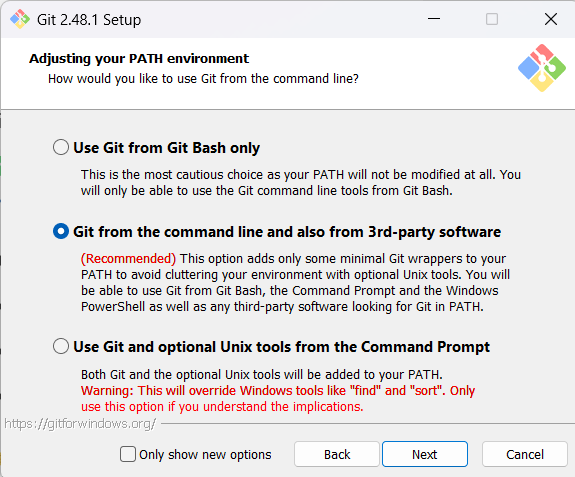 Git 2.48.1 Setup
Adjusting your PATH environment
How would you like to use Git from the command line?
Use Git from Git Bash only
This is the most cautious choice as your PATH will not be modified at all. You
will only be able to use the Git command line tools from Git Bash.
Git from the command line and also from 3rd-party software
(Recommended) This option adds only some minimal Git wrappers to your
PATH to avoid cluttering your environment with optional Unix tools. You will
be able to use Git from Git Bash, the Command Prompt and the Windows
PowerShell as well as any third-party software looking for Git in PATH.
Use Git and optional Unix tools from the Command Prompt
Both Git and the optional Unix tools will be added to your PATH.
Warning: This will override Windows tools like "find" and "sort". Only
use this option if you understand the implications.
https://gitforwindows.org/
Only show new options
Back
Next
Cancel